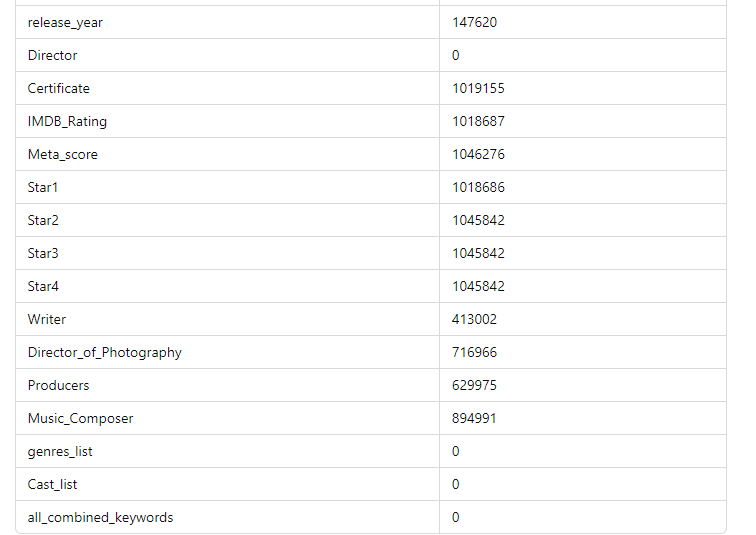 release_year 147620
Director 0
Certificate 1019155
IMDB_Rating 1018687
Meta_score 1046276
Star1 1018686
Star2 1045842
Star3 1045842
Star4 1045842
Writer 413002
Director_of_Photography 716966
Producers 629975
Music_Composer 894991
genres_list 0
Cast_list 0
all_combined_keywords 0